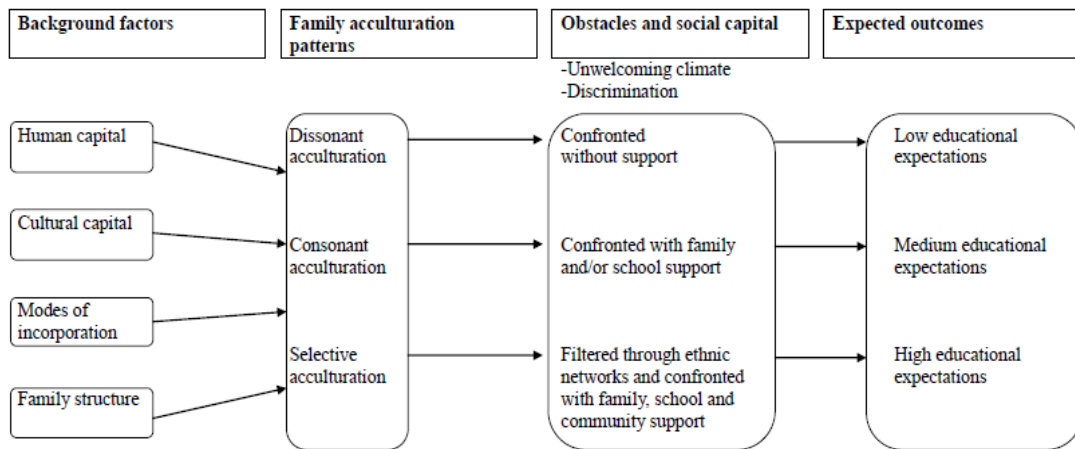 Background factors
Family acculturation
patterns
Obstacles and social capital
Expected outcomes
-Unwelcoming climate
-Discrimination
Human capital
Cultural capital
Modes of
incorporation
Family structure
Dissonant
acculturation
Consonant
acculturation
Selective
acculturation
Confronted
without support
Confronted with family
and/or school support
Filtered through ethnic
networks and confronted
with family, school and
community support
Low educational
expectations
Medium educational
expectations
High educational
expectations